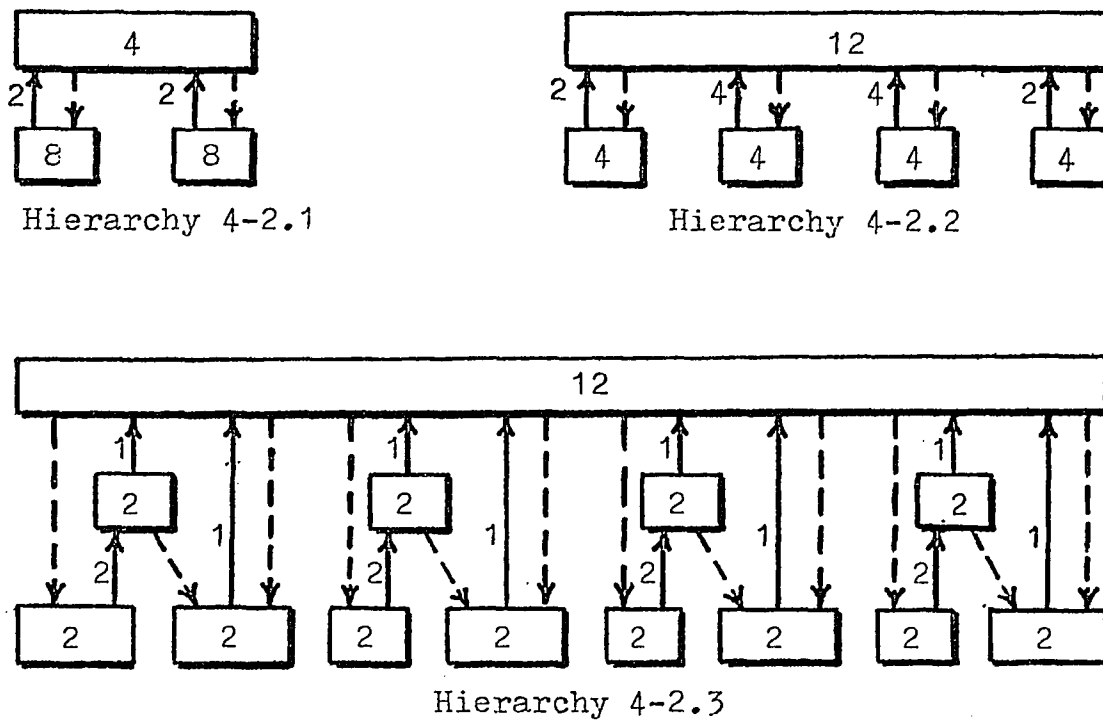 4
12
2 2
2 4 4 2
8 8
4 4 4 4
Hierarchy 4-2.1
Hierarchy 4-2.2
12
1 1 1 1
2 2 2 2
1 1 1 1
2 2 2 2
2 2 2 2 2 2 2 2
Hierarchy 4-2.3